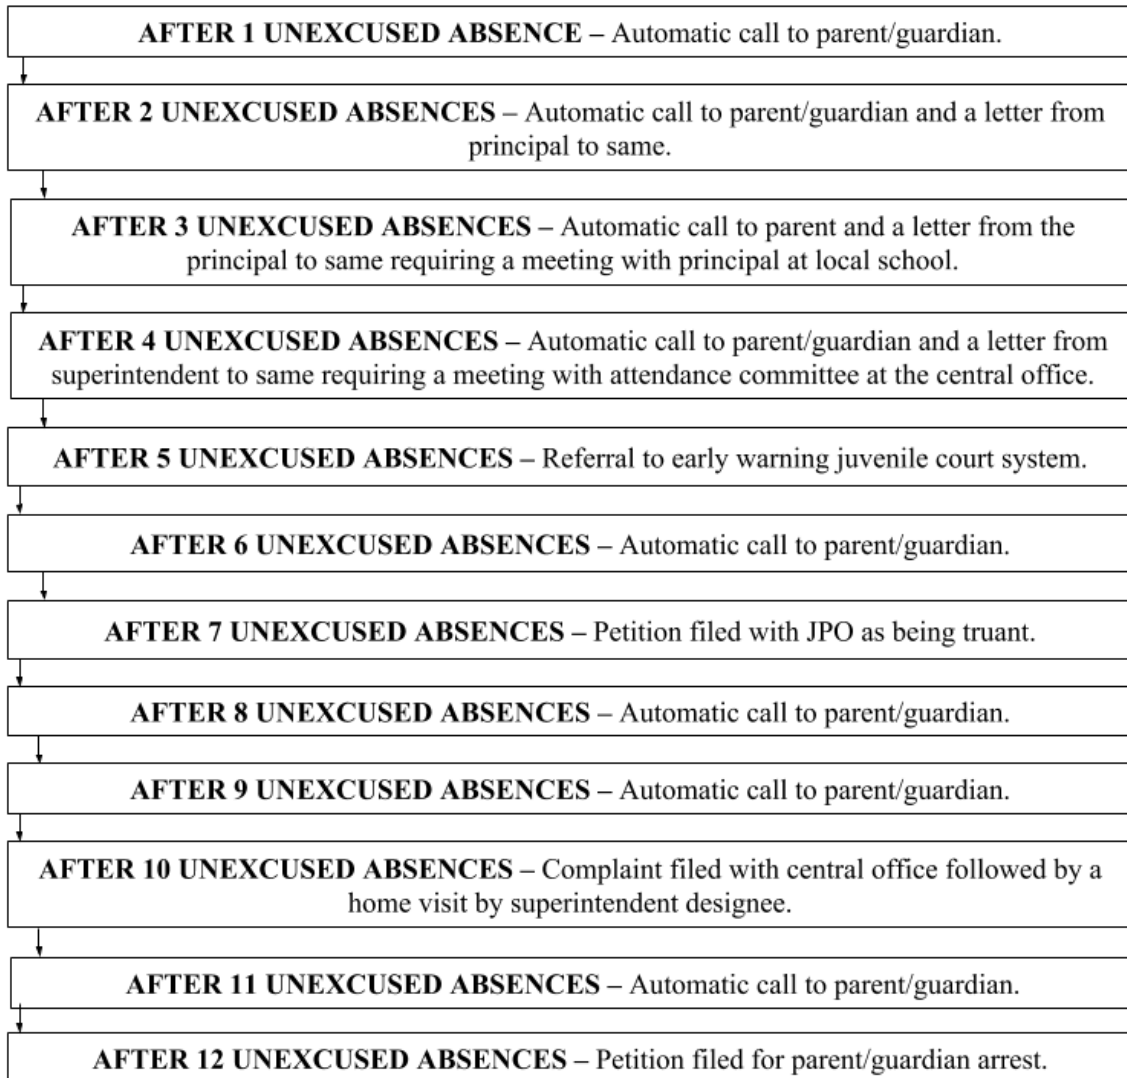 AFTER 1 UNEXCUSED ABSENCE – Automatic call to parent/guardian.
AFTER 2 UNEXCUSED ABSENCES – Automatic call to parent/guardian and a letter from
principal to same.
AFTER 3 UNEXCUSED ABSENCES – Automatic call to parent and a letter from the
principal to same requiring a meeting with principal at local school.
AFTER 4 UNEXCUSED ABSENCES – Automatic call to parent/guardian and a letter from
superintendent to same requiring a meeting with attendance committee at the central office.
AFTER 5 UNEXCUSED ABSENCES – Referral to early warning juvenile court system.
AFTER 6 UNEXCUSED ABSENCES – Automatic call to parent/guardian.
AFTER 7 UNEXCUSED ABSENCES – Petition filed with JPO as being truant.
AFTER 8 UNEXCUSED ABSENCES – Automatic call to parent/guardian.
AFTER 9 UNEXCUSED ABSENCES – Automatic call to parent/guardian.
AFTER 10 UNEXCUSED ABSENCES – Complaint filed with central office followed by a
home visit by superintendent designee.
AFTER 11 UNEXCUSED ABSENCES – Automatic call to parent/guardian.
AFTER 12 UNEXCUSED ABSENCES – Petition filed for parent/guardian arrest.